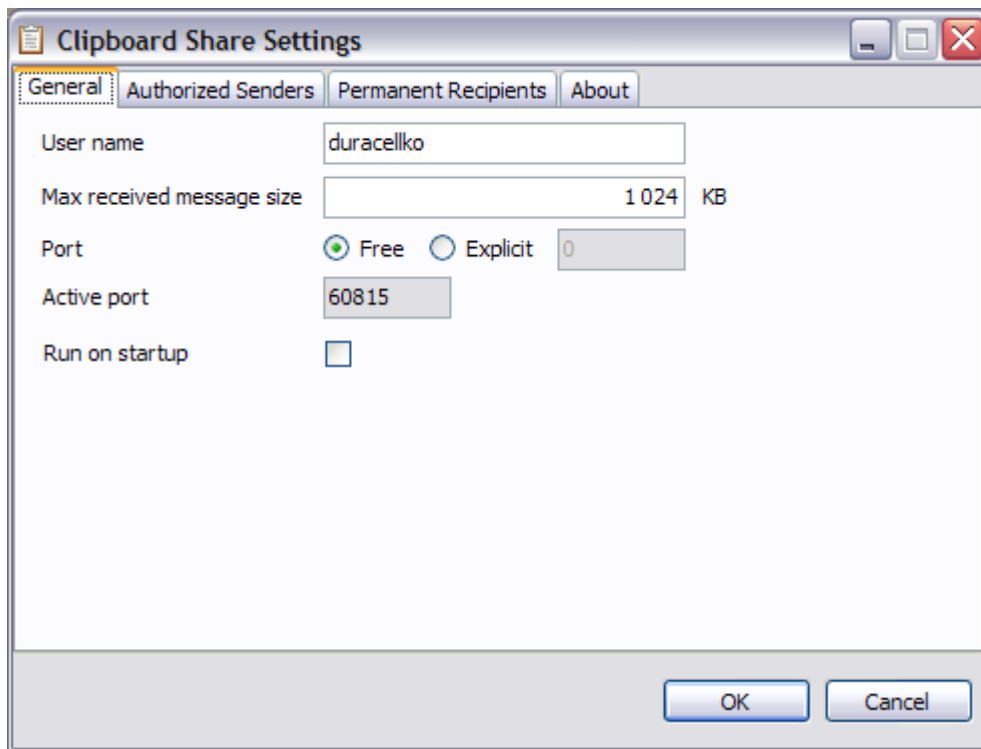 Clipboard Share Settings
General Authorized Senders Permanent Recipients About
User name duracellko
Max received message size 1 024 KB
Port Free Explicit 0
Active port 60815
Run on startup
OK Cancel